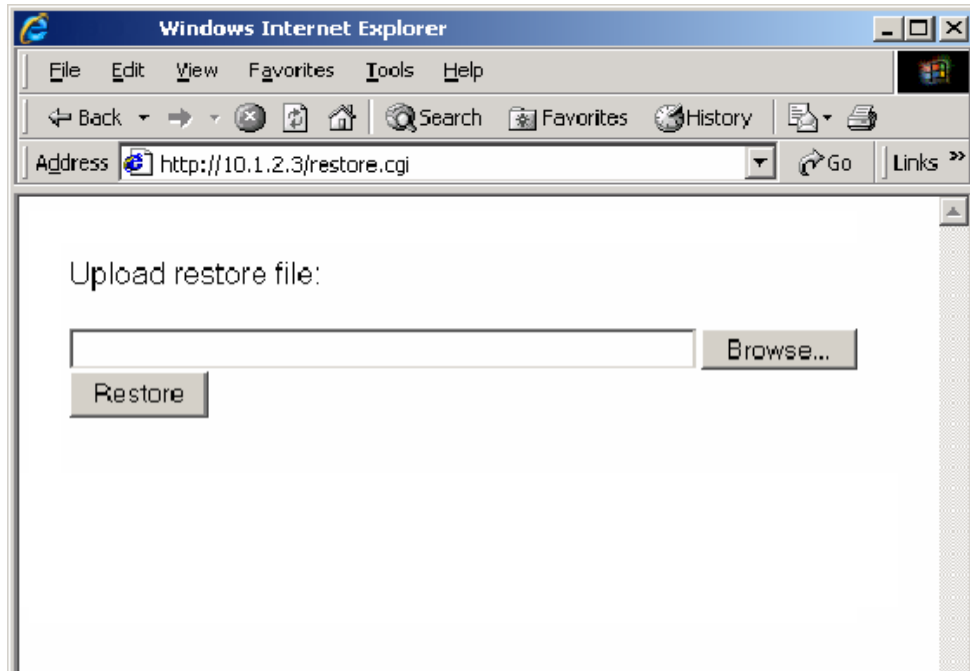 Windows Internet Explorer
File Edit View Favorites Tools Help
Back Search Favorites History
Address http://10.1.2.3/restore.cgi Go Links »
Upload restore file:
Browse...
Restore